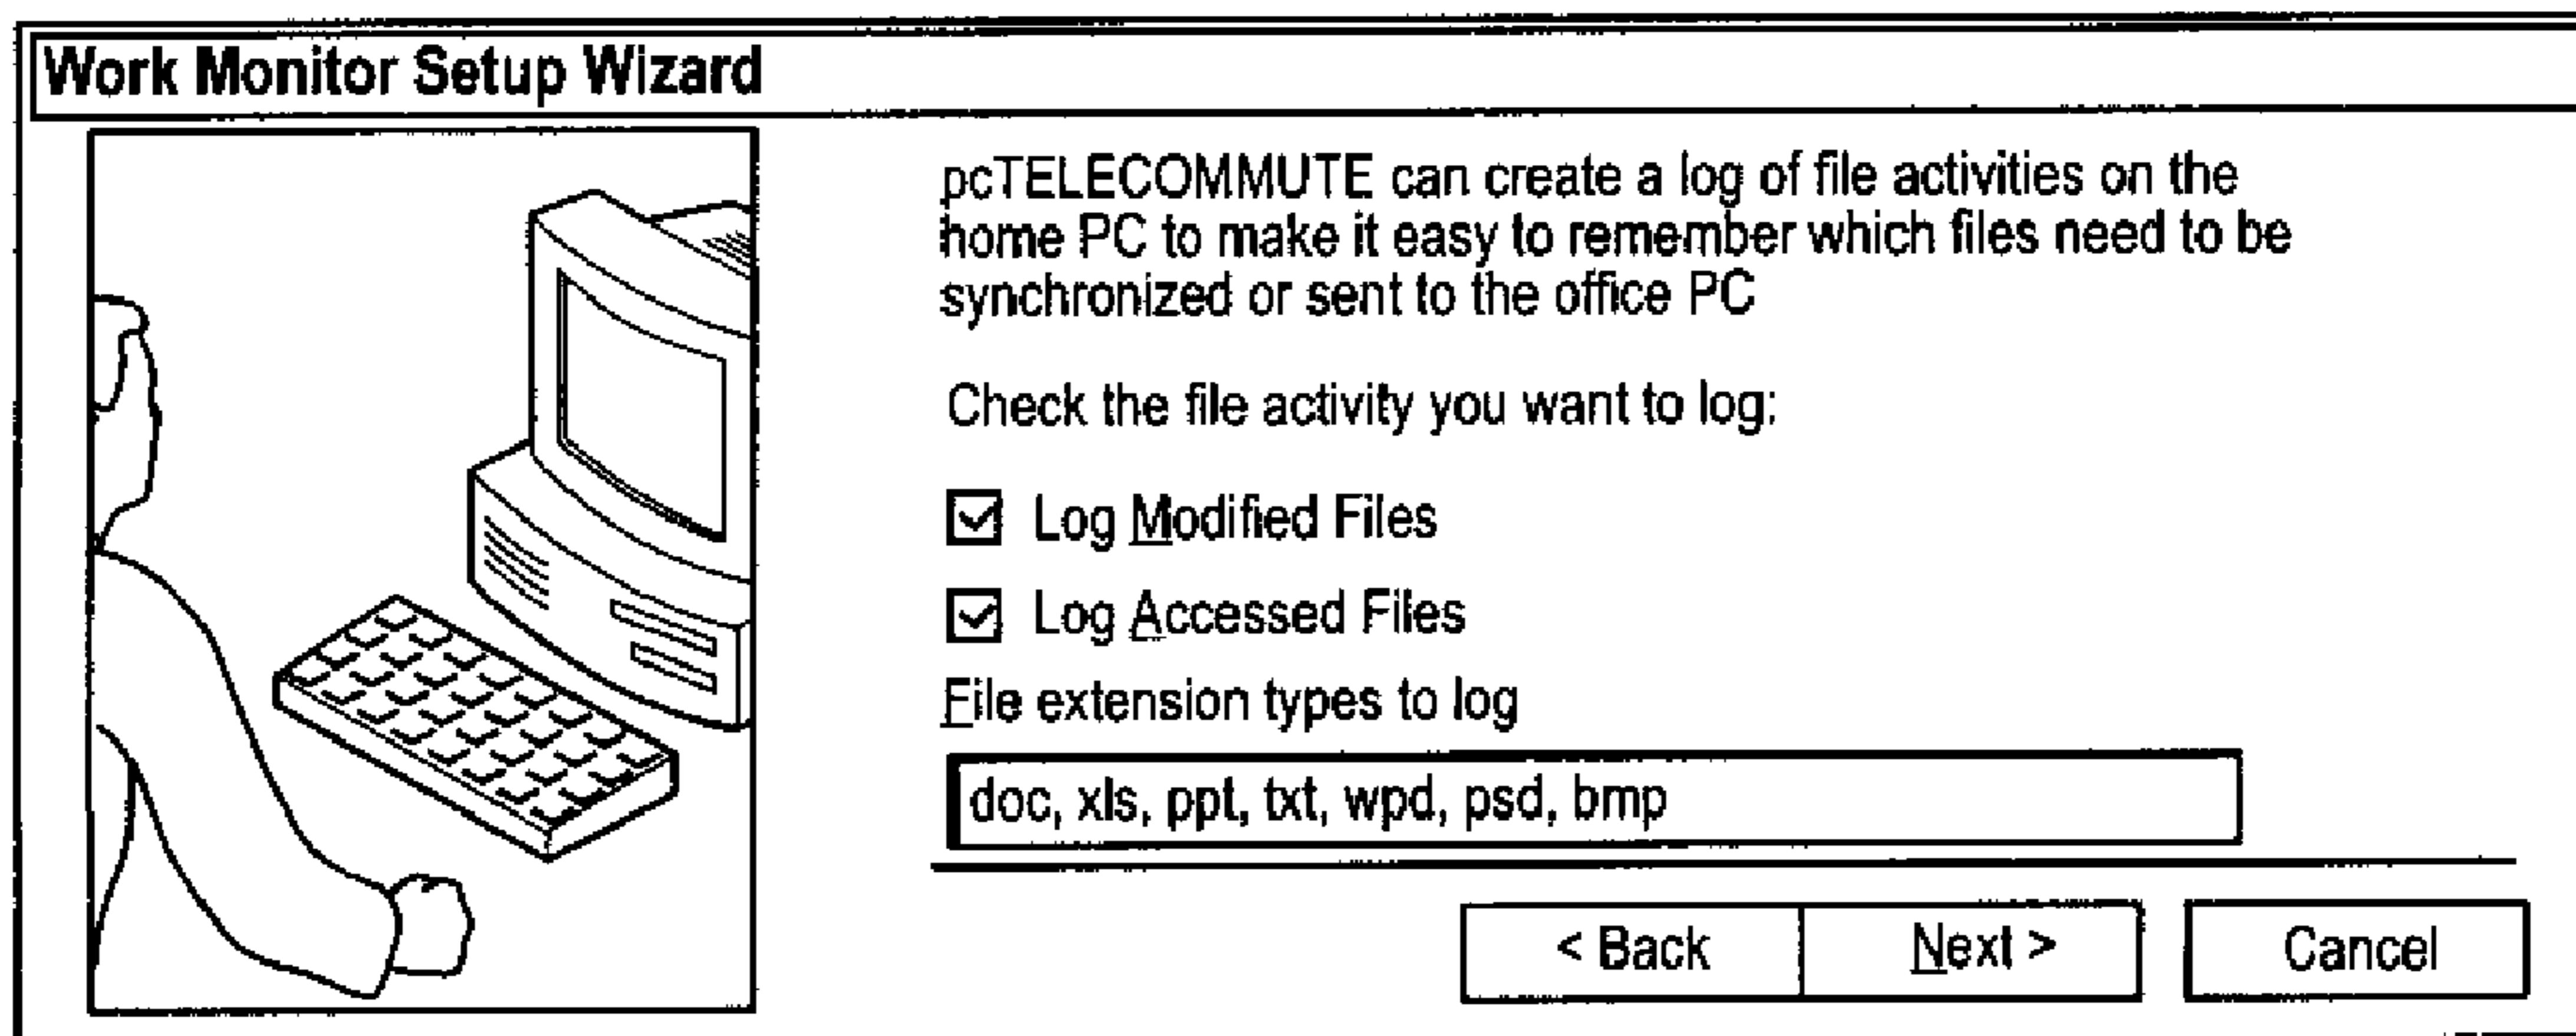 Work Monitor Setup Wizard
pcTELECOMMUTE can create a log of file activities on the
home PC to make it easy to remember which files need to be
synchronized or sent to the office PC
Check the file activity you want to log:
Log Modified Files
Log Accessed Files
File extension types to log
doc, xls, ppt, txt, wpd, psd, bmp
< Back Next > Cancel